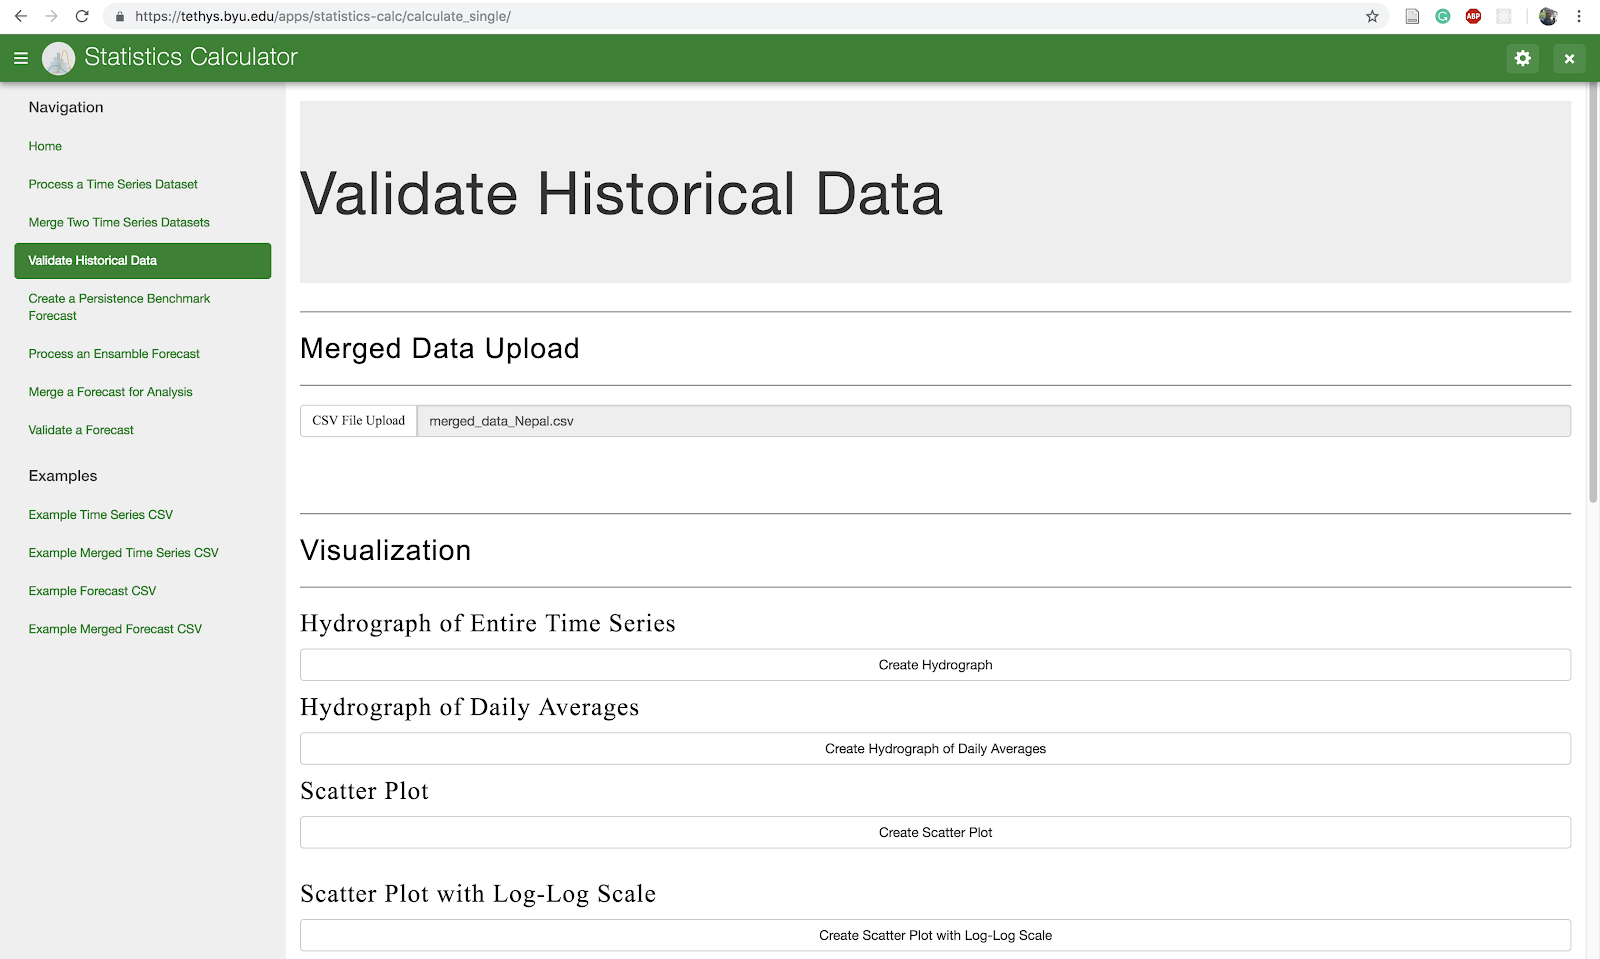 https://tethys.byu.edu/apps/statistics-calc/calculate_single/
ABP
Statistics Calculator
Navigation
Home
Process a Time Series Dataset
Merge Two Time Series Datasets
Validate Historical Data
Create a Persistence Benchmark
Forecast
Process an Ensamble Forecast
Merge a Forecast for Analysis
Validate a Forecast
Examples
Example Time Series CSV
Example Merged Time Series CSV
Example Forecast CSV
Example Merged Forecast CSV
Validate Historical Data
Merged Data Upload
CSV File Upload merged_data_Nepal.csv
Visualization
Hydrograph of Entire Time Series
Create Hydrograph
Hydrograph of Daily Averages
Create Hydrograph of Daily Averages
Scatter Plot
Create Scatter Plot
Scatter Plot with Log-Log Scale
Create Scatter Plot with Log-Log Scale